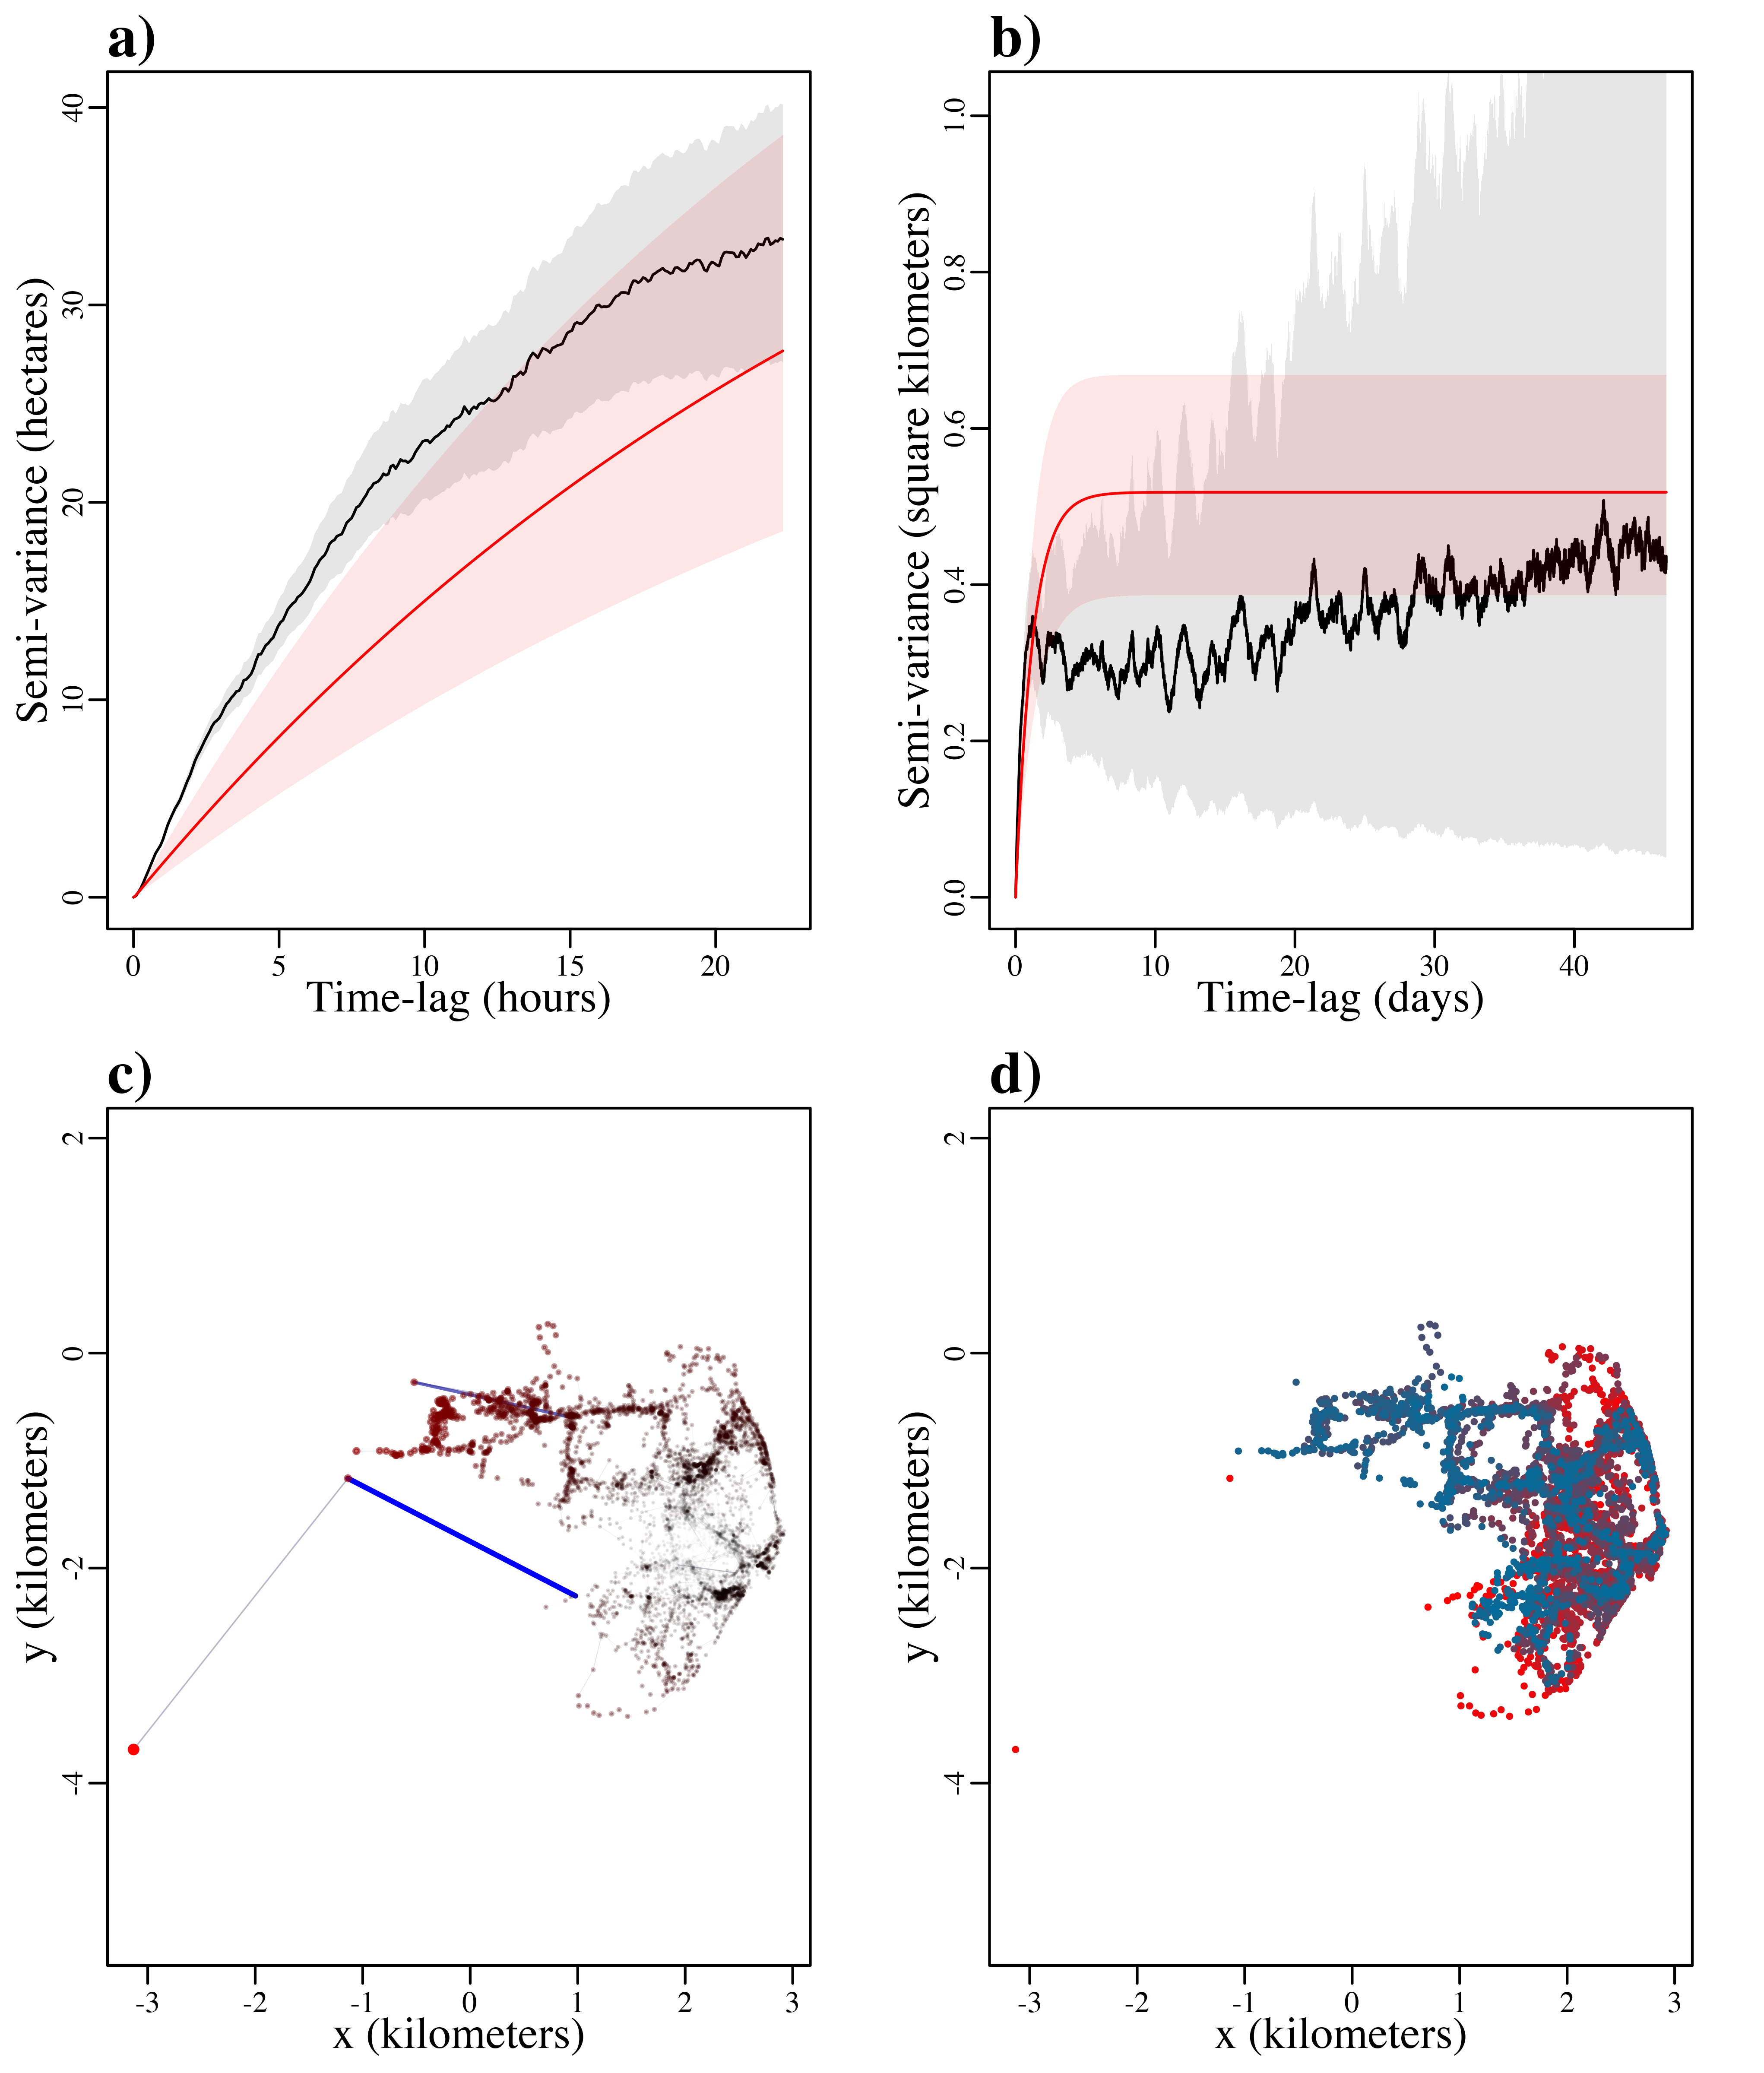 a)
Semi-variance (hectares)
40
30
20
10
0
0 5 10 15 20
Time-lag (hours)
b)
Semi-variance (square kilometers)
1.0
0.8
0.6
0.4
0.2
0.0
0 10 20 30 40
Time-lag (days)
c)
y (kilometers)
2
0
-2
-4
-3 -2 -1 0 1 2 3
x (kilometers)
d)
y (kilometers)
2
0
-2
-4
-3 -2 -1 0 1 2 3
x (kilometers)